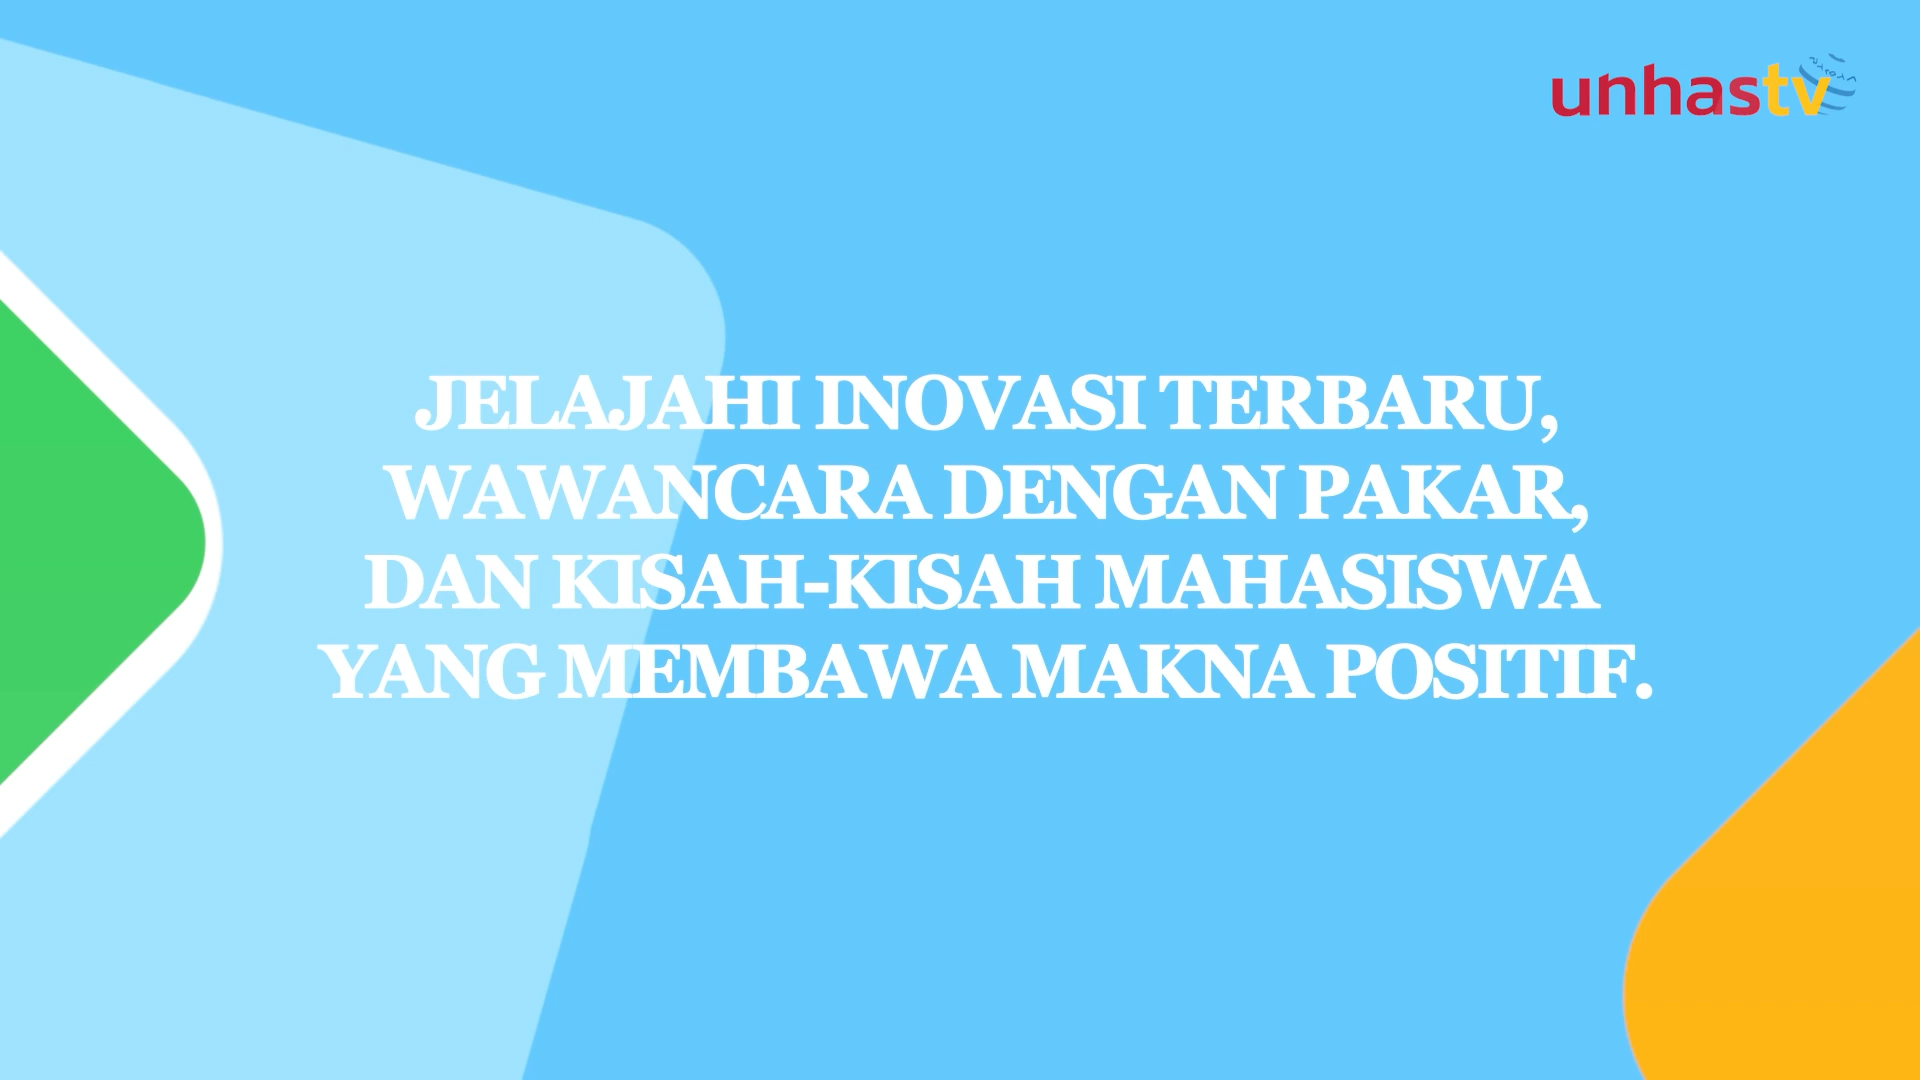 unhastv
JELAJAHI INOVASI TERBARU,
WAWANCARA DENGAN PAKAR,
DAN KISAH-KISAH MAHASISWA
YANG MEMBAWA MAKNA POSITIF.